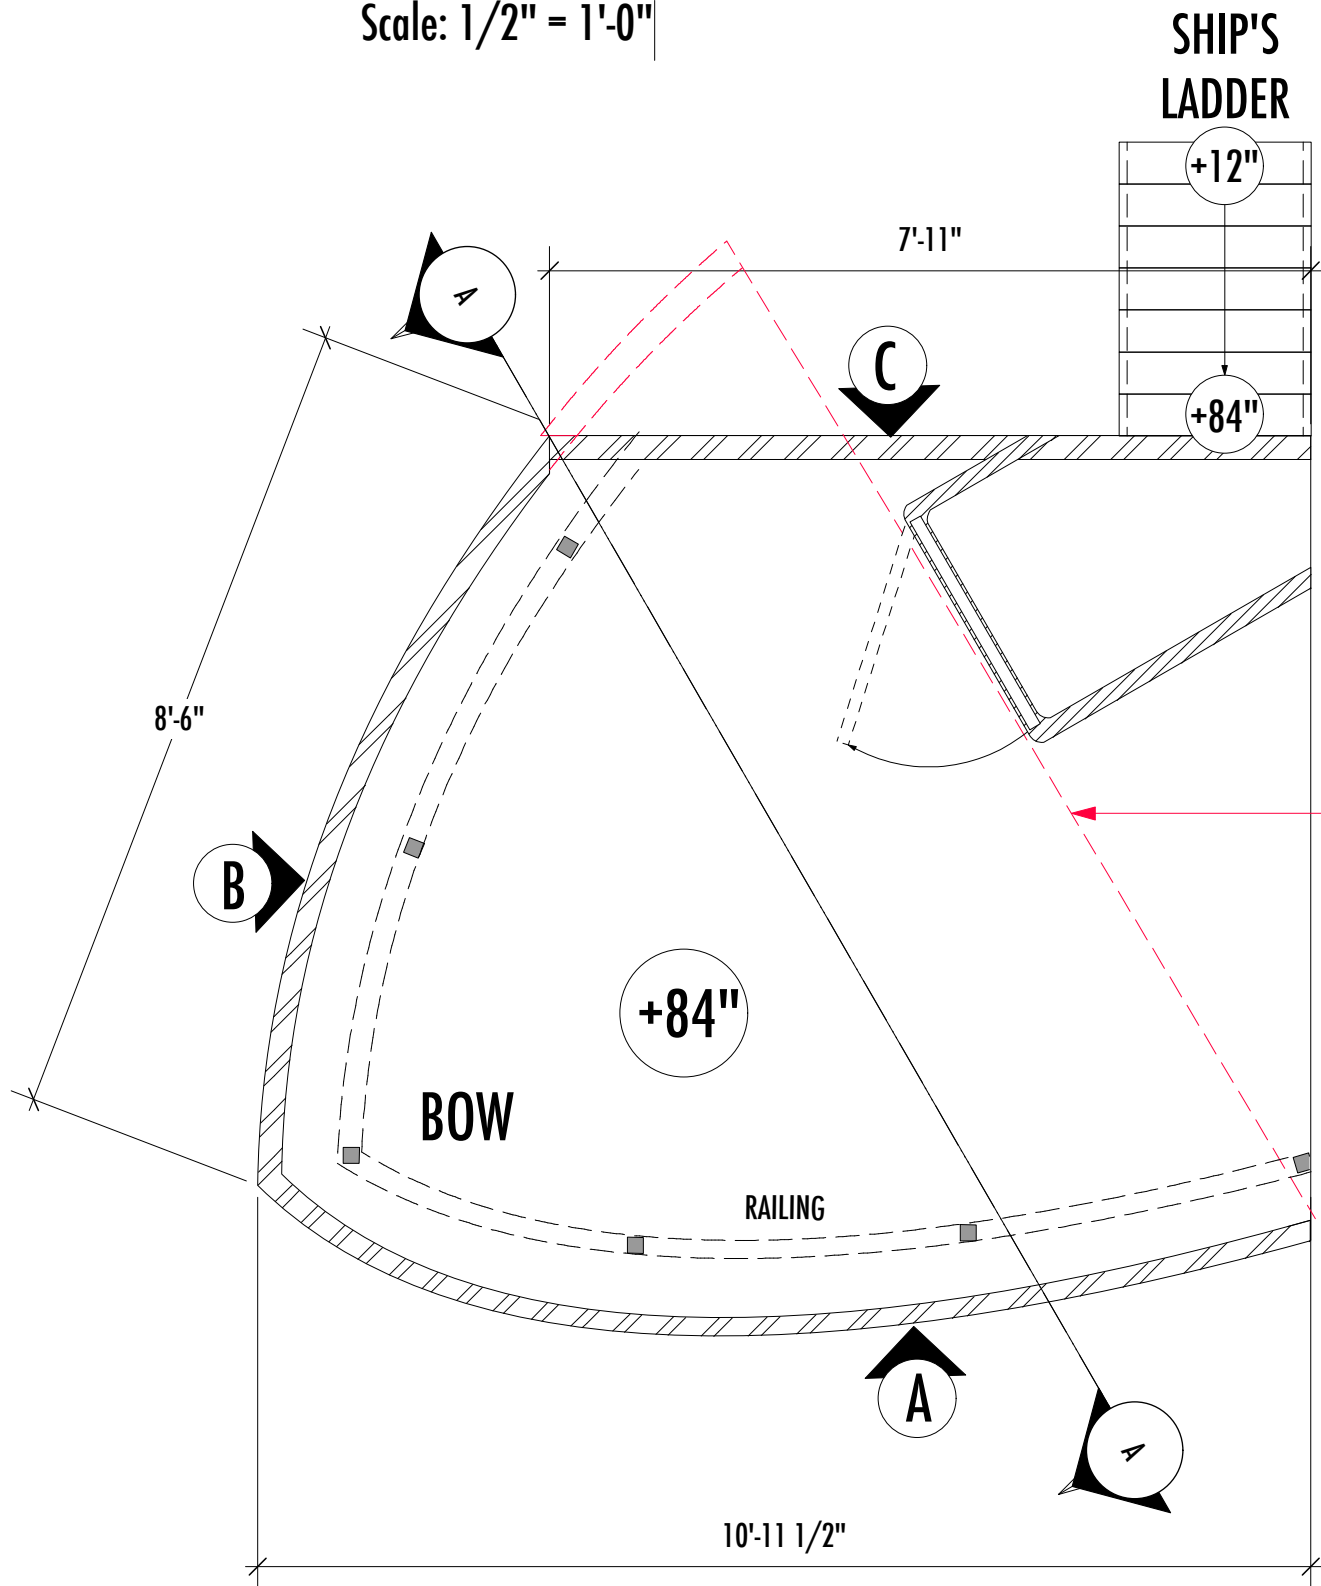 Scale: 1/2" = 1'-0"
SHIP'S
LADDER
+12"
7'-11"
A
C
+84"
8'-6"
B
+84"
BOW
RAILING
A
A
10'-11 1/2"